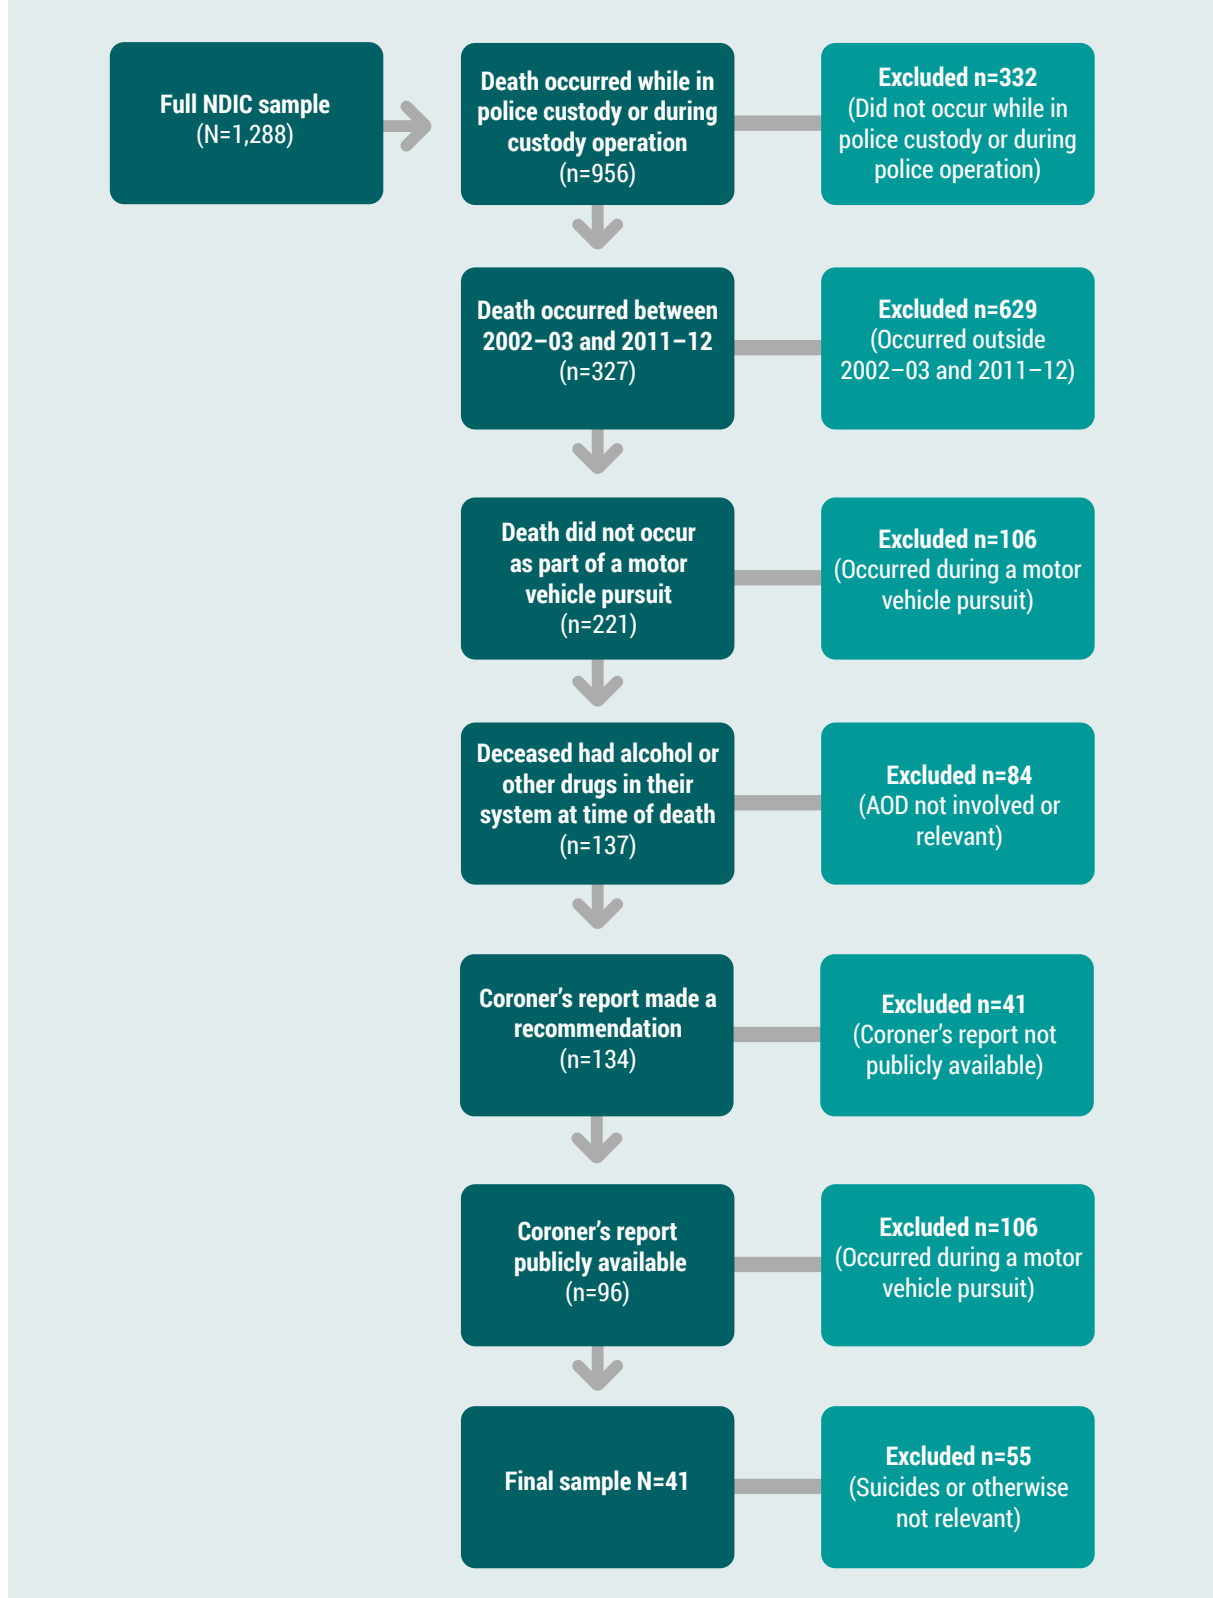 Full NDIC sample
(N=1,288)
Death occurred while in
police custody or during
custody operation
(n=956)
Excluded n=332
(Did not occur while in
police custody or during
police operation)
Death occurred between
2002–03 and 2011–12
(n=327)
Excluded n=629
(Occurred outside
2002–03 and 2011–12)
Death did not occur
as part of a motor
vehicle pursuit
(n=221)
Excluded n=106
(Occurred during a motor
vehicle pursuit)
Deceased had alcohol or
other drugs in their
system at time of death
(n=137)
Excluded n=84
(AOD not involved or
relevant)
Coroner’s report made a
recommendation
(n=134)
Excluded n=41
(Coroner’s report not
publicly available)
Coroner’s report
publicly available
(n=96)
Excluded n=106
(Occurred during a motor
vehicle pursuit)
Final sample N=41
Excluded n=55
(Suicides or otherwise
not relevant)